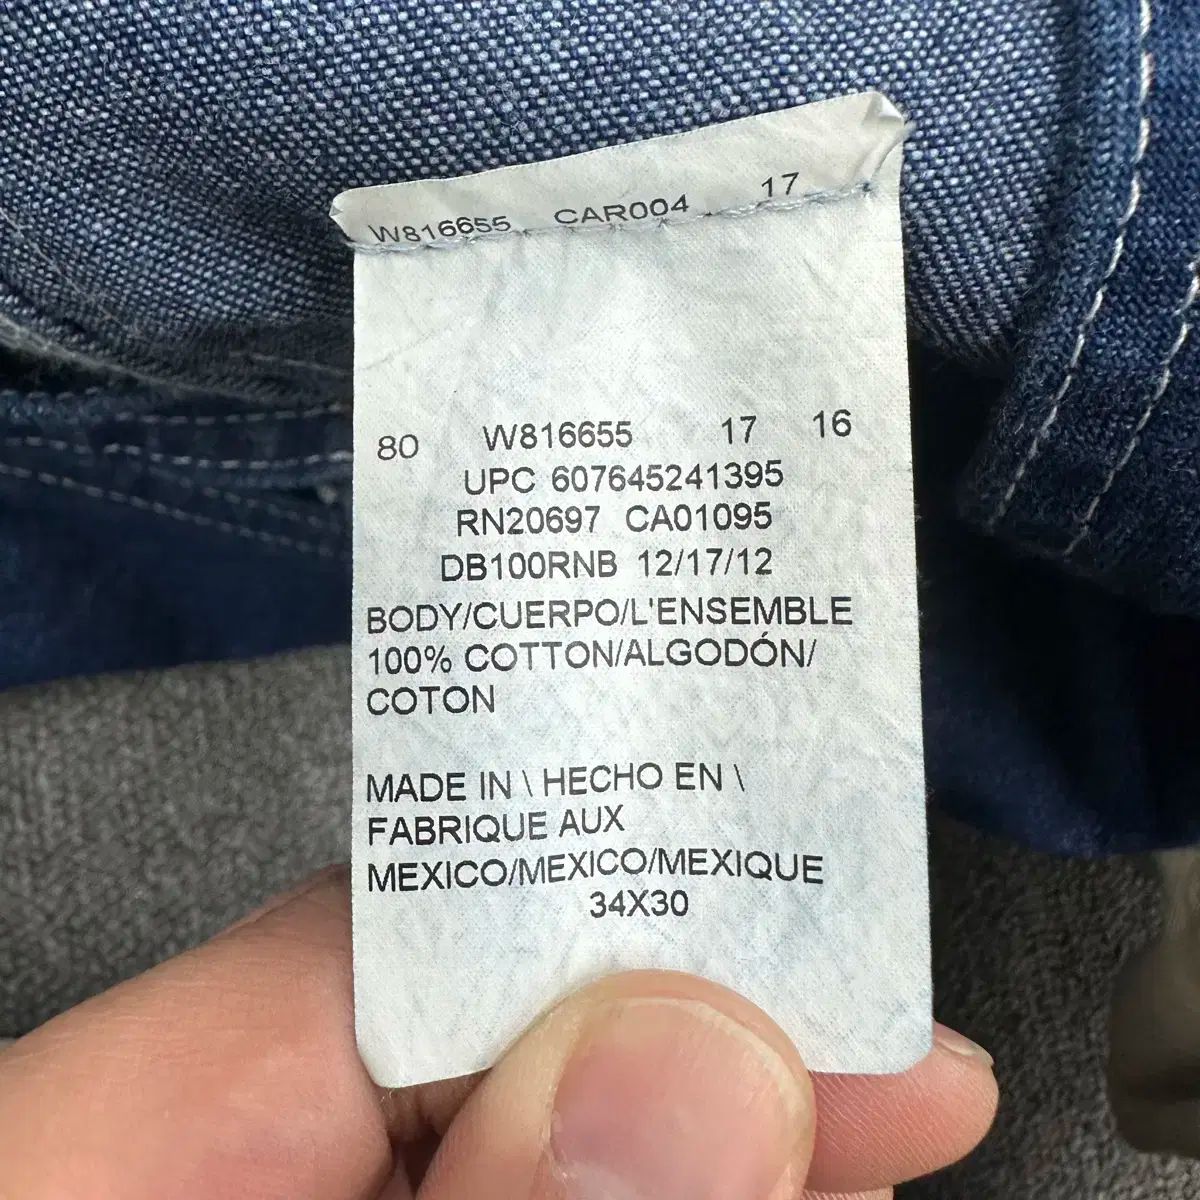 W816655 CAR004 17
80 W816655 17 16
UPC 607645241395
RN20697 CA01095
DB100RNB 12/17/12
BODY/CUERPO/L'ENSEMBLE
100% COTTON/ALGODÓN/
COTON
MADE IN \ HECHO EN \
FABRIQUE AUX
MEXICO/MEXICO/MEXIQUE
34X30